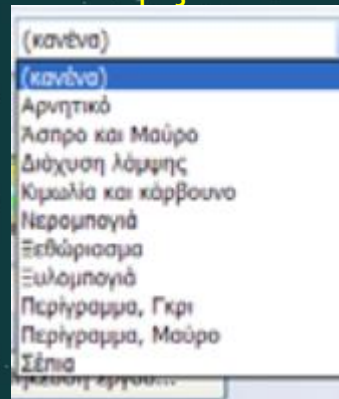 (κανένα)
(κανένα)
Αρνητικό
Άσπρο και Μαύρο
Διάχυση λάμψης
Κιμωλία και κάρβουνο
Νερομπογιά
Ξεθώριασμα
Ξυλομπογιά
Περίγραμμα, Γκρι
Περίγραμμα, Μαύρο
Σέπια
έργου...